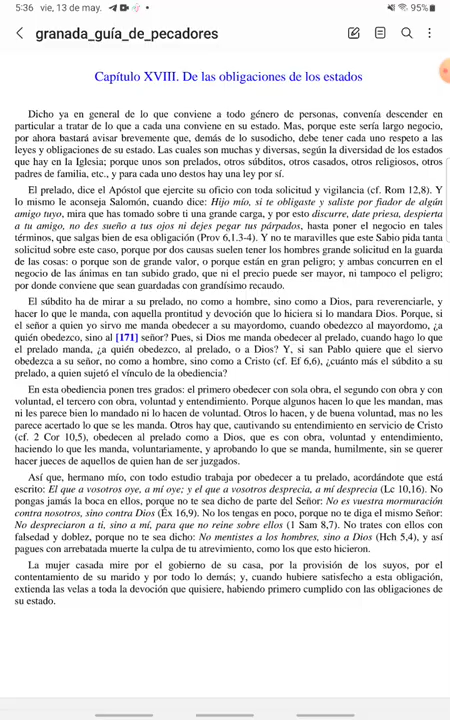 5:36 vie, 13 de may.
95%
granada_guía_de_pecadores
Capítulo XVIII. De las obligaciones de los estados
Dicho ya en general de lo que conviene a todo género de personas, convenía descender en
particular a tratar de lo que a cada una conviene en su estado. Mas, porque este sería largo negocio,
por ahora bastará avisar brevemente que, demás de lo susodicho, debe tener cada uno respeto a las
leyes y obligaciones de su estado. Las cuales son muchas y diversas, según la diversidad de los estados
que hay en la Iglesia; porque unos son prelados, otros súbditos, otros casados, otros religiosos, otros
padres de familia, etc., y para cada uno destos hay una ley por sí.
El prelado, dice el Apóstol que ejercite su oficio con toda solicitud y vigilancia (cf. Rom 12,8). Y
lo mismo le aconseja Salomón, cuando dice: Hijo mío, si te obligaste y saliste por fiador de algún
amigo tuyo, mira que has tomado sobre ti una grande carga, y por esto discurre, date priesa, despierta
a tu amigo, no des sueño a tus ojos ni dejes pegar tus párpados, hasta poner el negocio en tales
términos, que salgas bien de esa obligación (Prov 6,1.3-4). Y no te maravilles que este Sabio pida tanta
solicitud sobre este caso, porque por dos causas suelen tener los hombres grande solicitud en la guarda
de las cosas: o porque son de grande valor, o porque están en gran peligro; y ambas concurren en el
negocio de las ánimas en tan subido grado, que ni el precio puede ser mayor, ni tampoco el peligro;
por donde conviene que sean guardadas con grandísimo recaudo.
El súbdito ha de mirar a su prelado, no como a hombre, sino como a Dios, para reverenciarle, y
hacer lo que le manda, con aquella prontitud y devoción que lo hiciera si lo mandara Dios. Porque, si
el señor a quien yo sirvo me manda obedecer a su mayordomo, cuando obedezco al mayordomo, ¿a
quién obedezco, sino al [171] señor? Pues, si Dios me manda obedecer al prelado, cuando hago lo que
el prelado manda, ¿a quién obedezco, al prelado, o a Dios? Y, si san Pablo quiere que el siervo
obedezca a su señor, no como a hombre, sino como a Cristo (cf. Ef 6,6), ¿cuánto más el súbdito a su
prelado, a quien sujetó el vínculo de la obediencia?
En esta obediencia ponen tres grados: el primero obedecer con sola obra, el segundo con obra y con
voluntad, el tercero con obra, voluntad y entendimiento. Porque algunos hacen lo que les mandan, mas
ni les parece bien lo mandado ni lo hacen de voluntad. Otros lo hacen, y de buena voluntad, mas no les
parece acertado lo que se les manda. Otros hay que, cautivando su entendimiento en servicio de Cristo
(cf. 2 Cor 10,5), obedecen al prelado como a Dios, que es con obra, voluntad y entendimiento,
haciendo lo que les manda, voluntariamente, y aprobando lo que se manda, humilmente, sin se querer
hacer jueces de aquellos de quien han de ser juzgados.
Así que, hermano mío, con todo estudio trabaja por obedecer a tu prelado, acordándote que está
escrito: El que a vosotros oye, a mí oye; y el que a vosotros desprecia, a mí desprecia (Lc 10,16). No
pongas jamás la boca en ellos, porque no te sea dicho de parte del Señor: No es vuestra mormuración
contra nosotros, sino contra Dios (Éx 16,9). No los tengas en poco, porque no te diga el mismo Señor:
No despreciaron a ti, sino a mí, para que no reine sobre ellos (1 Sam 8,7). No trates con ellos con
falsedad y doblez, porque no te sea dicho: No mentistes a los hombres, sino a Dios (Hch 5,4), y así
pagues con arrebatada muerte la culpa de tu atrevimiento, como los que esto hicieron.
La mujer casada mire por el gobierno de su casa, por la provisión de los suyos, por el
contentamiento de su marido y por todo lo demás; y, cuando hubiere satisfecho a esta obligación,
extienda las velas a toda la devoción que quisiere, habiendo primero cumplido con las obligaciones de
su estado.